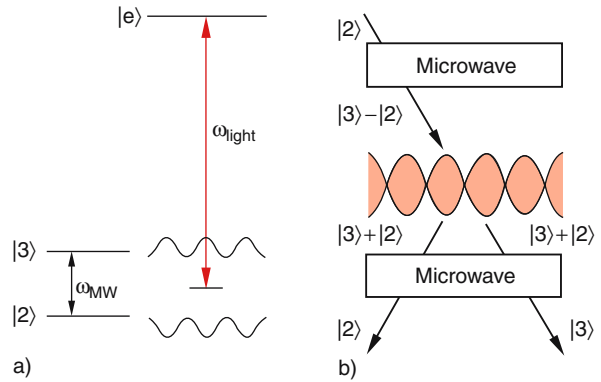 |e⟩
ω_light
|3⟩
ω_MW
|2⟩
a)
|2⟩
Microwave
|3⟩−|2⟩
|3⟩+|2⟩
|3⟩+|2⟩
Microwave
|2⟩
|3⟩
b)